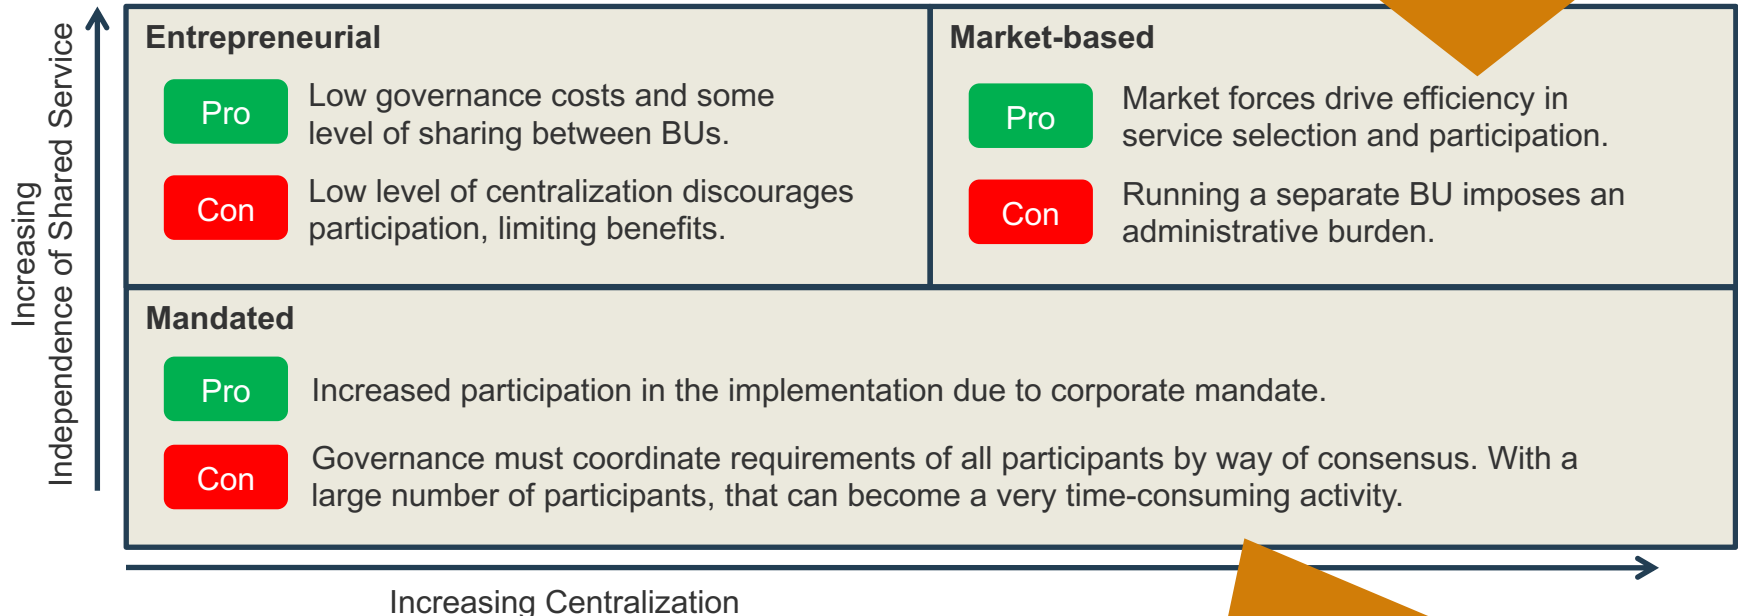 Increasing
Independence of Shared Service
Entrepreneurial
Pro
Low governance costs and some
level of sharing between BUs.
Con
Low level of centralization discourages
participation, limiting benefits.
Market-based
Pro
Market forces drive efficiency in
service selection and participation.
Con
Running a separate BU imposes an
administrative burden.
Mandated
Pro
Increased participation in the implementation due to corporate mandate.
Con
Governance must coordinate requirements of all participants by way of consensus. With a
large number of participants, that can become a very time-consuming activity.
Increasing Centralization